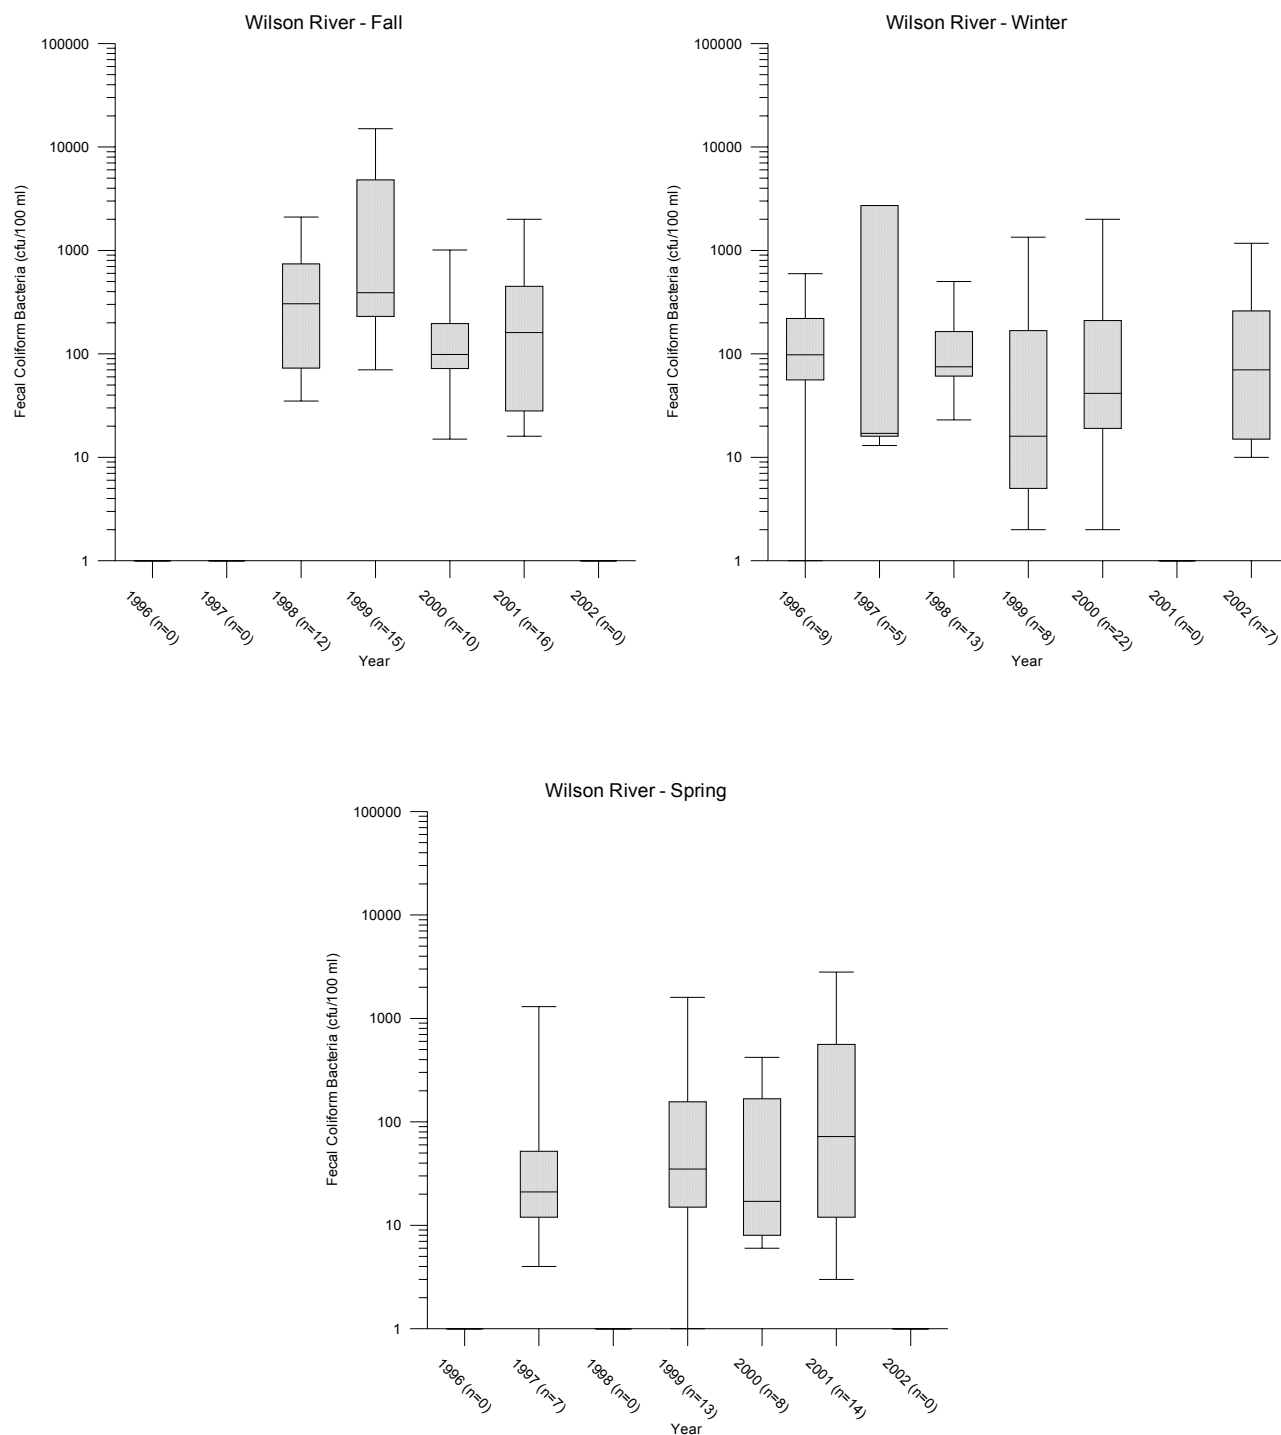 Wilson River - Fall
100000
10000
1000
100
10
1
Fecal Coliform Bacteria (cfu/100 ml)
1996 (n=0)
1997 (n=0)
1998 (n=12)
1999 (n=15)
2000 (n=10)
2001 (n=16)
2002 (n=0)
Year
Wilson River - Winter
100000
10000
1000
100
10
1
Fecal Coliform Bacteria (cfu/100 ml)
1996 (n=9)
1997 (n=5)
1998 (n=13)
1999 (n=8)
2000 (n=22)
2001 (n=0)
2002 (n=7)
Year
Wilson River - Spring
100000
10000
1000
100
10
1
Fecal Coliform Bacteria (cfu/100 ml)
1996 (n=0)
1997 (n=7)
1998 (n=0)
1999 (n=13)
2000 (n=8)
2001 (n=14)
2002 (n=0)
Year